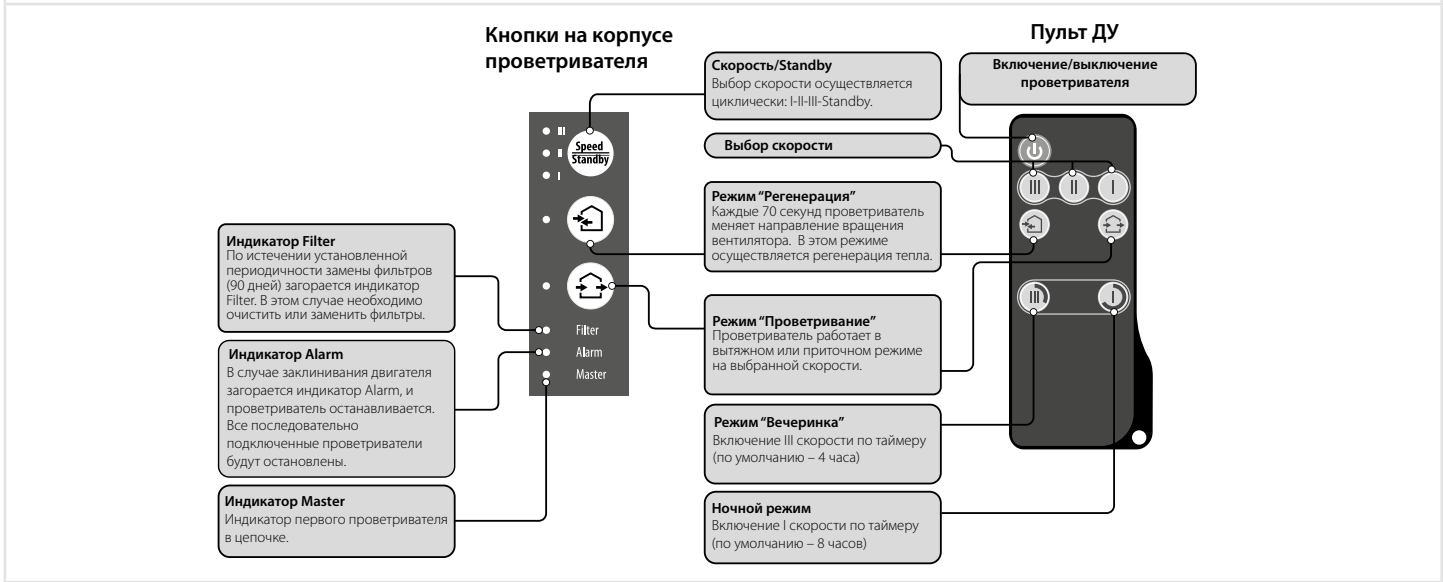 Кнопки на корпусе
проветривателя
Пульт ДУ
Скорость/Standby
Выбор скорости осуществляется
циклически: I-II-III-Standby.
Включение/выключение
проветривателя
Выбор скорости
Режим “Регенерация”
Каждые 70 секунд проветриватель
меняет направление вращения
вентилятора. В этом режиме
осуществляется регенерация тепла.
Режим “Проветривание”
Проветриватель работает в
вытяжном или приточном режиме
на выбранной скорости.
Режим “Вечеринка”
Включение III скорости по таймеру
(по умолчанию – 4 часа)
Ночной режим
Включение I скорости по таймеру
(по умолчанию – 8 часов)
Индикатор Filter
По истечении установленной
периодичности замены фильтров
(90 дней) загорается индикатор
Filter. В этом случае необходимо
очистить или заменить фильтры.
Индикатор Alarm
В случае заклинивания двигателя
загорается индикатор Alarm, и
проветриватель останавливается.
Все последовательно
подключенные проветриватели
будут остановлены.
Индикатор Master
Индикатор первого проветривателя
в цепочке.
III
II
I
Speed
Standby
Filter
Alarm
Master
III II I
III I